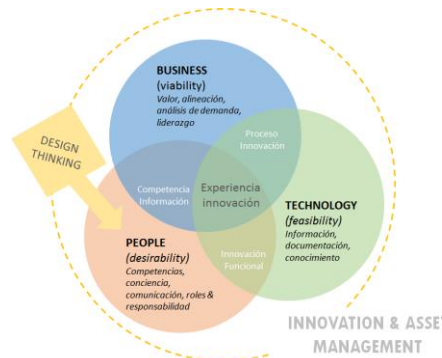 BUSINESS
(viability)
Valor, alineación,
análisis de demanda,
liderazgo
DESIGN
THINKING
Proceso
Innovación
Competencia
Información
Experiencia
innovación
TECHNOLOGY
(feasibility)
Información,
documentación,
conocimiento
PEOPLE
(desirability)
Competencias,
conciencia,
comunicación, roles &
responsabilidad
Innovación
Funcional
INNOVATION & ASSET
MANAGEMENT